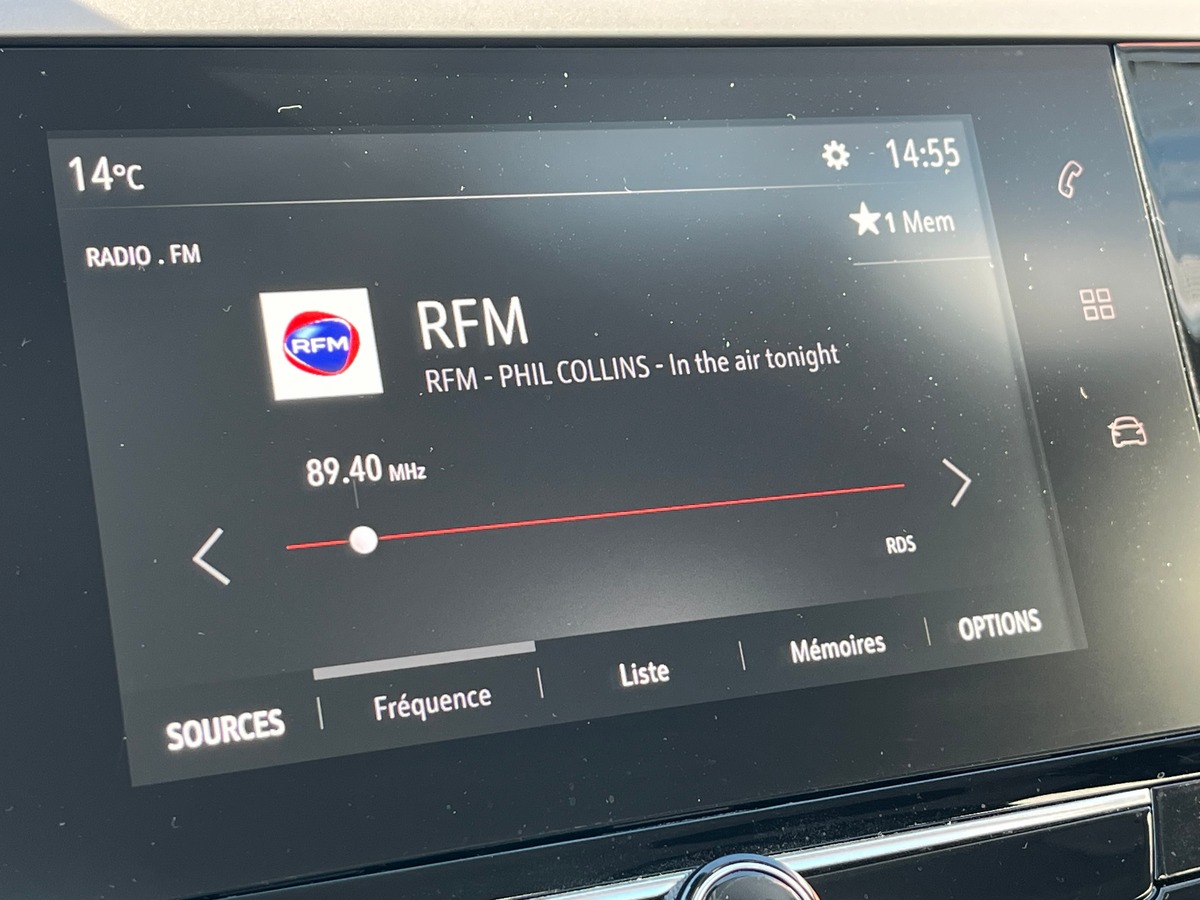 14°C
14:55
★1 Mem
RADIO . FM
RFM
RFM
RFM - PHIL COLLINS - In the air tonight
89.40 MHz
RDS
SOURCES
Fréquence
Liste
Mémoires
OPTIONS